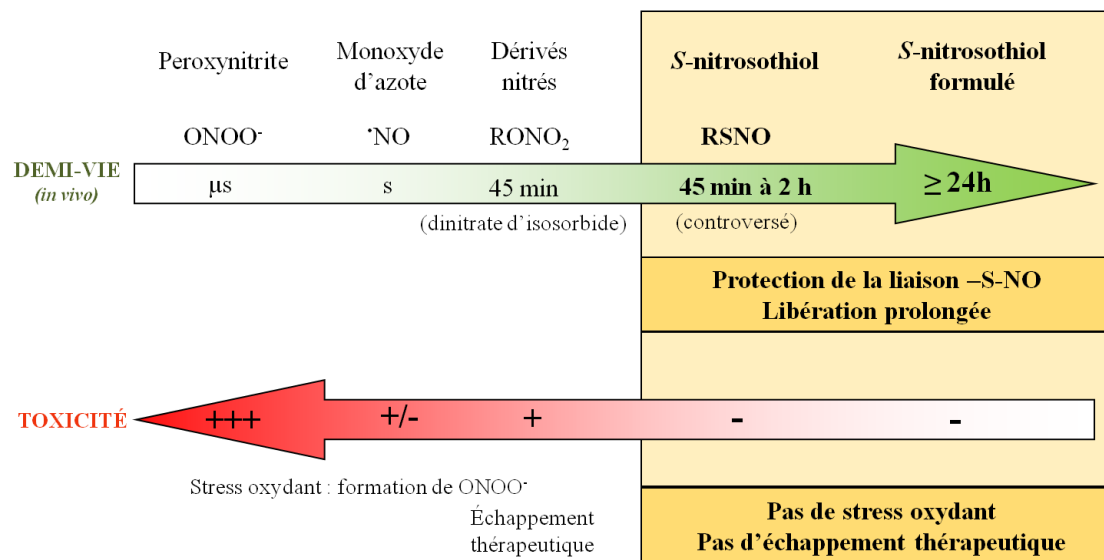 Peroxynitrite
Monoxyde
d’azote
Dérivés
nitrés
S-nitrosothiol
S-nitrosothiol
formulé
ONOO⁻
•NO
RONO₂
RSNO
DEMI-VIE
(in vivo)
µs
s
45 min
45 min à 2 h
≥ 24h
(dinitrate d’isosorbide)
(controversé)
Protection de la liaison –S-NO
Libération prolongée
TOXICITÉ
+++
+/-
+
-
-
Stress oxydant : formation de ONOO⁻
Échappement
thérapeutique
Pas de stress oxydant
Pas d’échappement thérapeutique